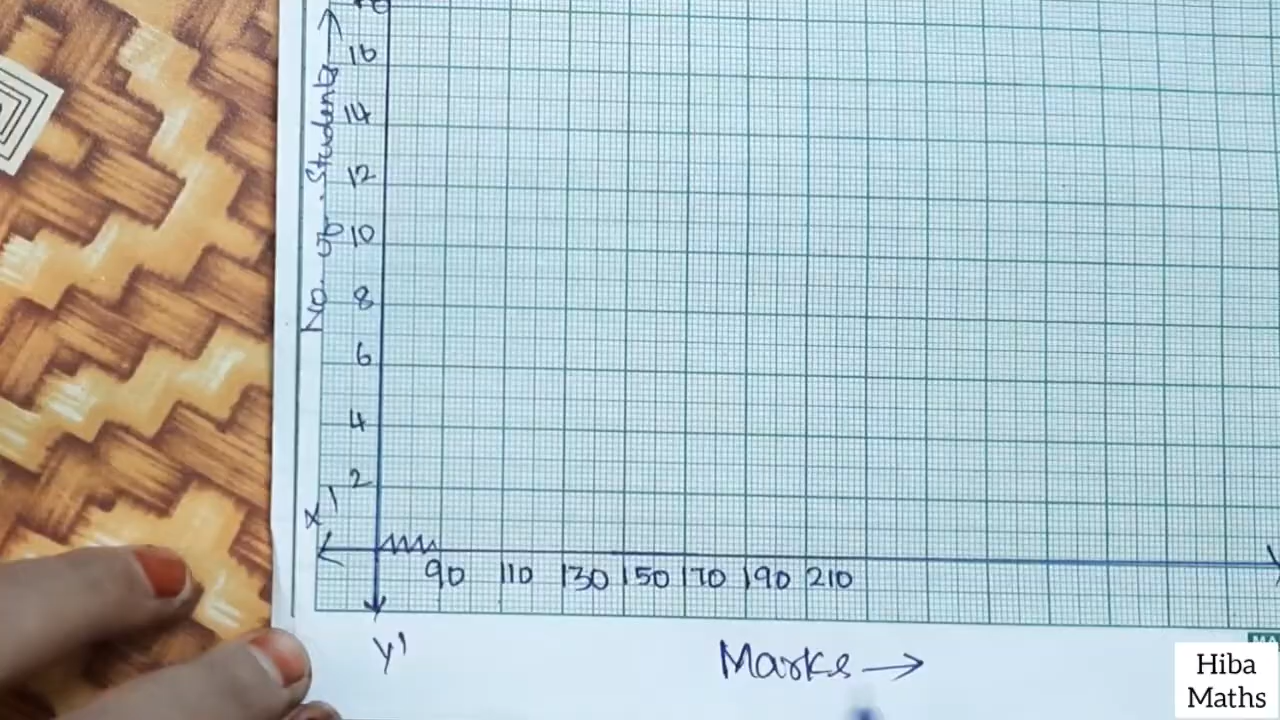 No. of Students
16
14
12
10
8
6
4
2
x'
90 110 130 150 170 190 210
y'
Marks
Hiba
Maths